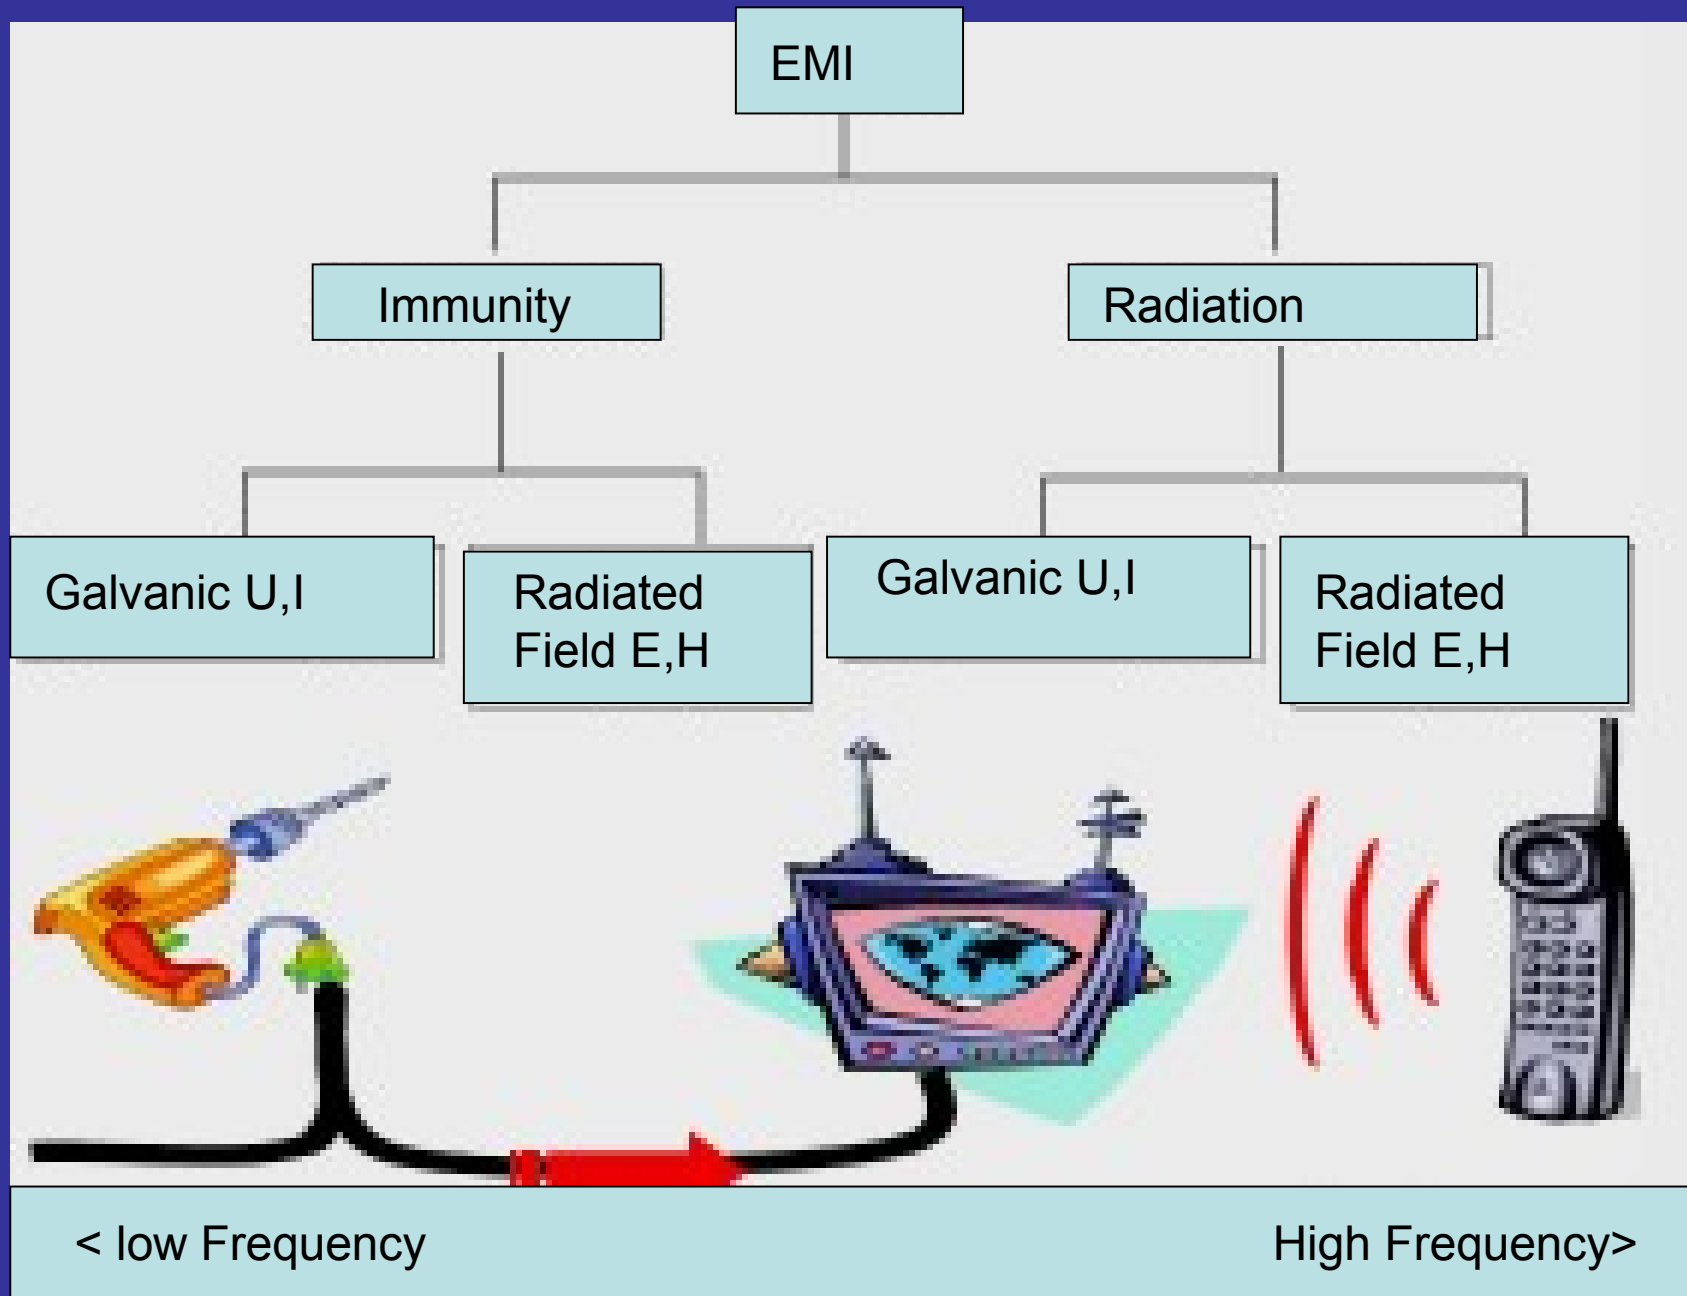 EMI
Immunity
Radiation
Galvanic U,I
Radiated
Field E,H
Galvanic U,I
Radiated
Field E,H
< low Frequency
High Frequency>